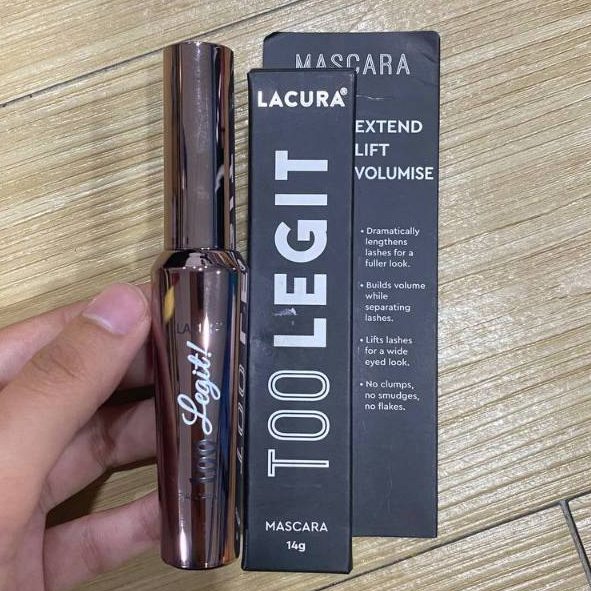 LACURA
Too
Legit!
LACURA®
TOO LEGIT
MASCARA
14g
MASCARA
EXTEND
LIFT
VOLUMISE
• Dramatically
lengthens
lashes for a
fuller look.
• Builds volume
while
separating
lashes.
• Lifts lashes
for a wide
eyed look.
• No clumps,
no smudges,
no flakes.